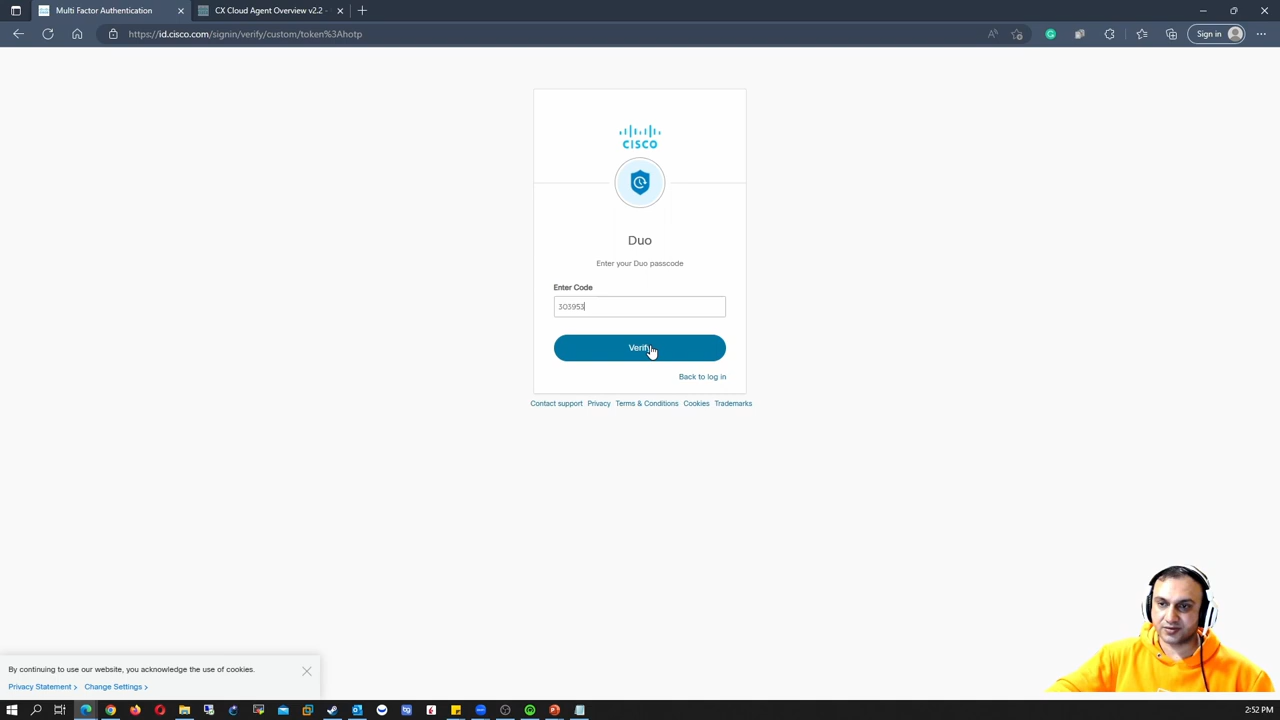 Multi Factor Authentication
CX Cloud Agent Overview v2.2 -
https://id.cisco.com/signin/verify/custom/token%3Ahotp
Sign in
CISCO
Duo
Enter your Duo passcode
Enter Code
303953
Verify
Back to log in
Contact support Privacy Terms & Conditions Cookies Trademarks
By continuing to use our website, you acknowledge the use of cookies.
Privacy Statement > Change Settings >
2:52 PM